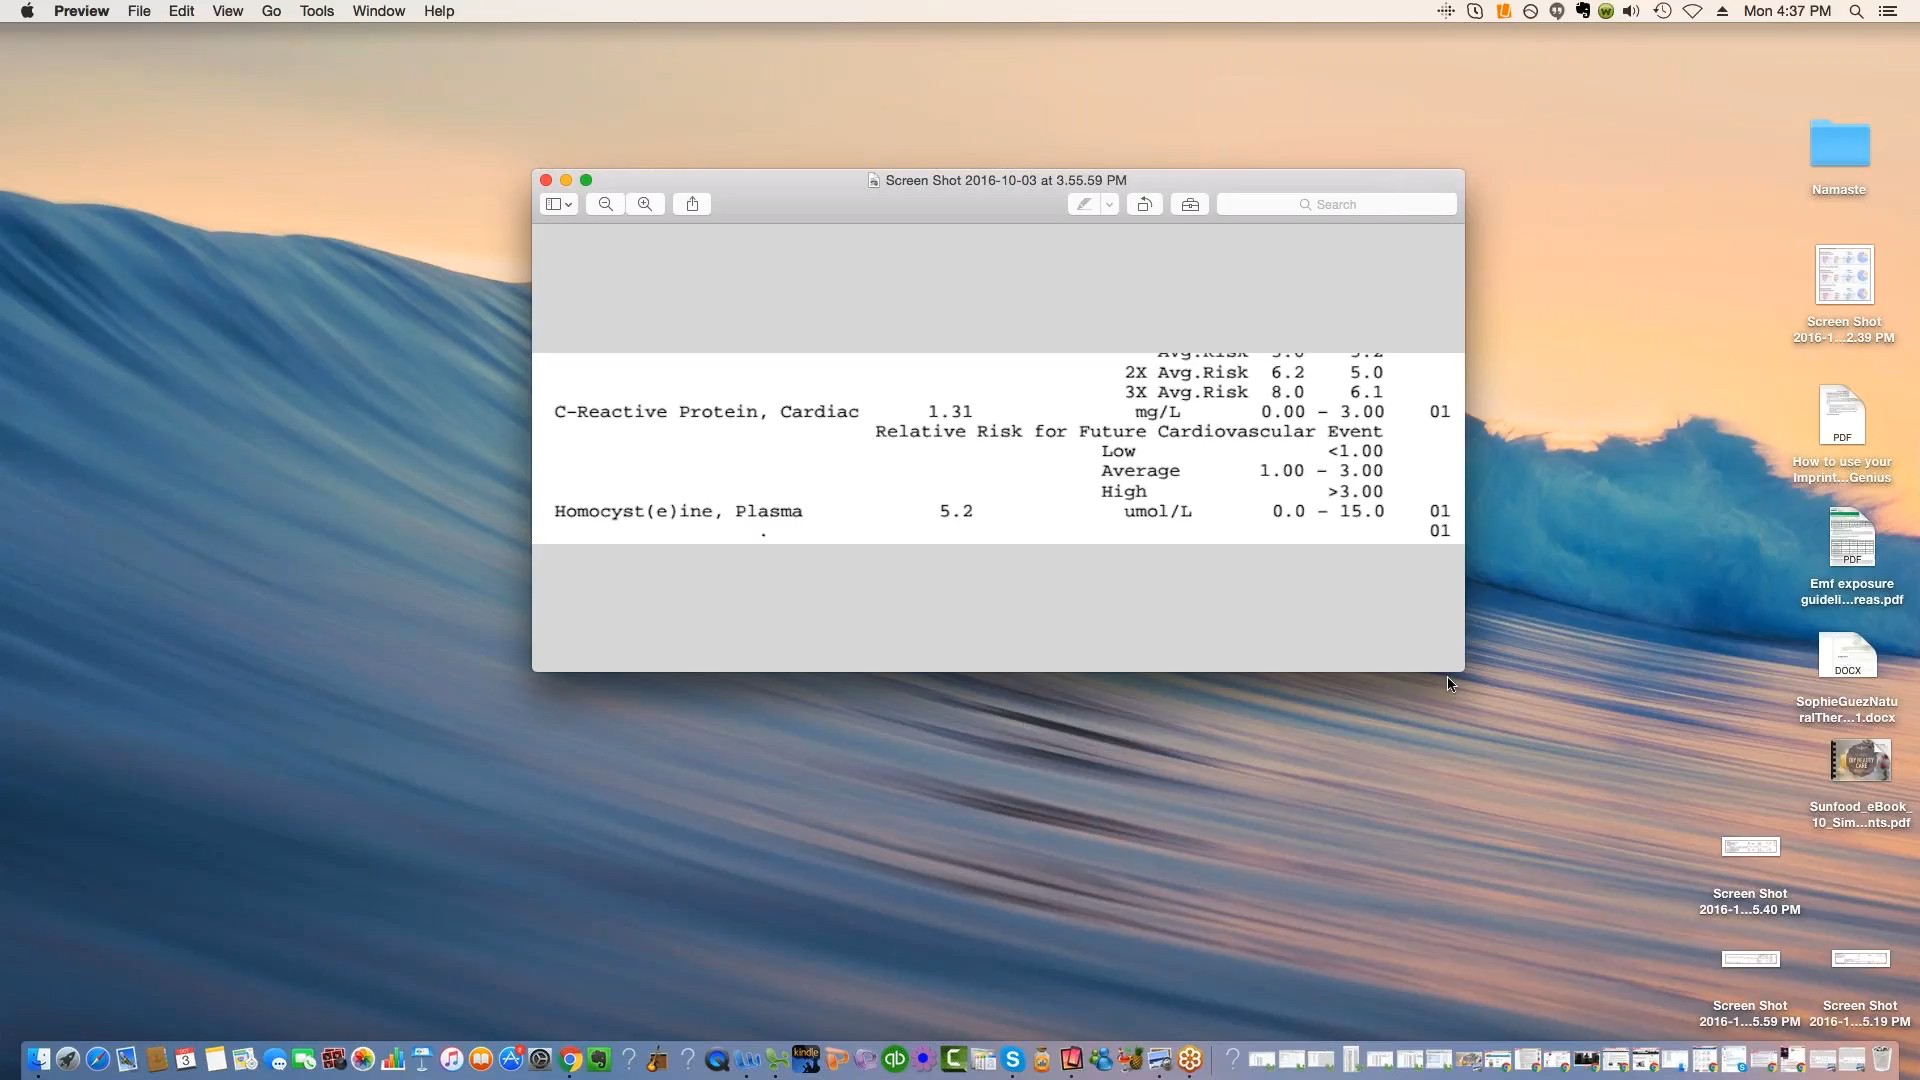 Preview File Edit View Go Tools Window Help
Mon 4:37 PM
Screen Shot 2016-10-03 at 3.55.59 PM
Search
Avg.Risk
2X Avg.Risk 6.2 5.0
3X Avg.Risk 8.0 6.1
C-Reactive Protein, Cardiac 1.31 mg/L 0.00 - 3.00 01
Relative Risk for Future Cardiovascular Event
Low <1.00
Average 1.00 - 3.00
High >3.00
Homocyst(e)ine, Plasma 5.2 umol/L 0.0 - 15.0 01
. 01
Namaste
Screen Shot
2016-1...2.39 PM
PDF
How to use your
Imprint...Genius
PDF
Emf exposure
guideli...reas.pdf
DOCX
SophieGuezNatu
ralTher...1.docx
Sunfood_eBook_
10_Sim...nts.pdf
Screen Shot
2016-1...5.40 PM
Screen Shot
2016-1...5.59 PM
Screen Shot
2016-1...5.19 PM
kindle